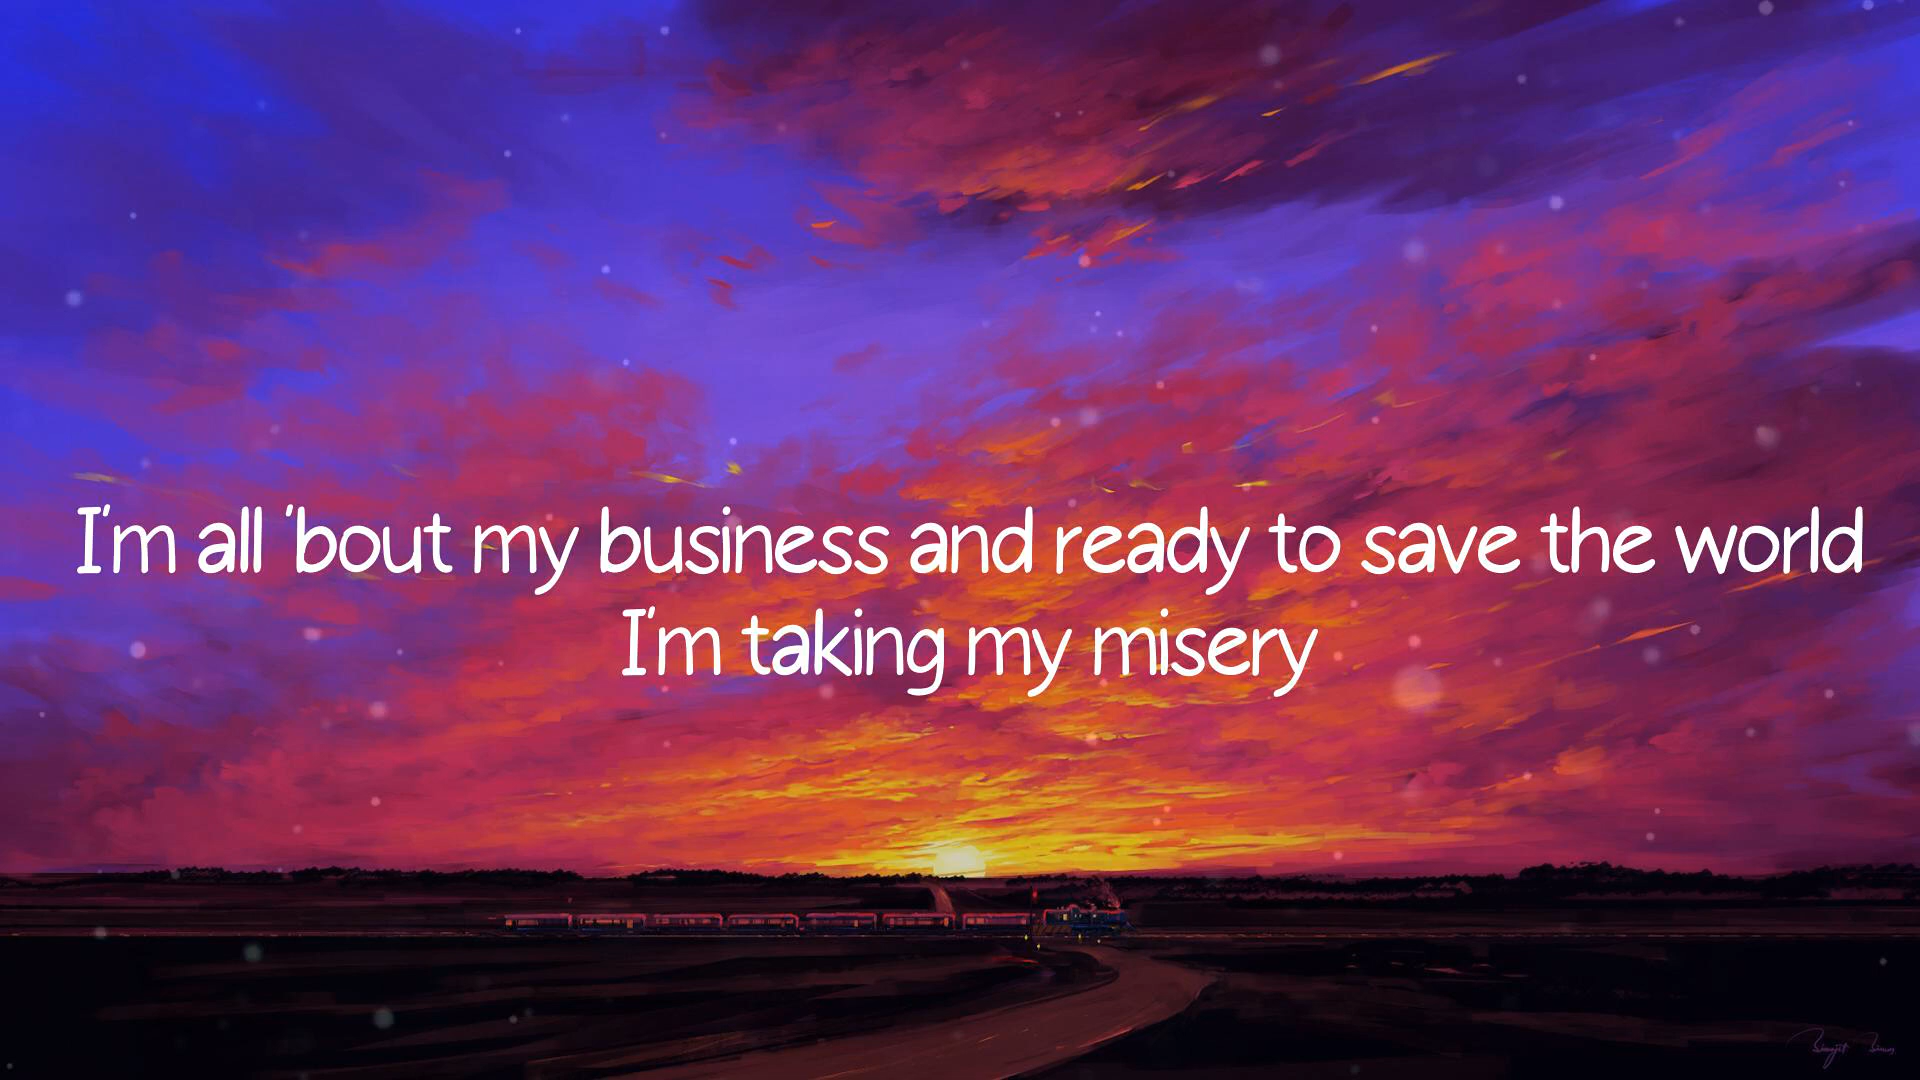 I'm all 'bout my business and ready to save the world
I'm taking my misery